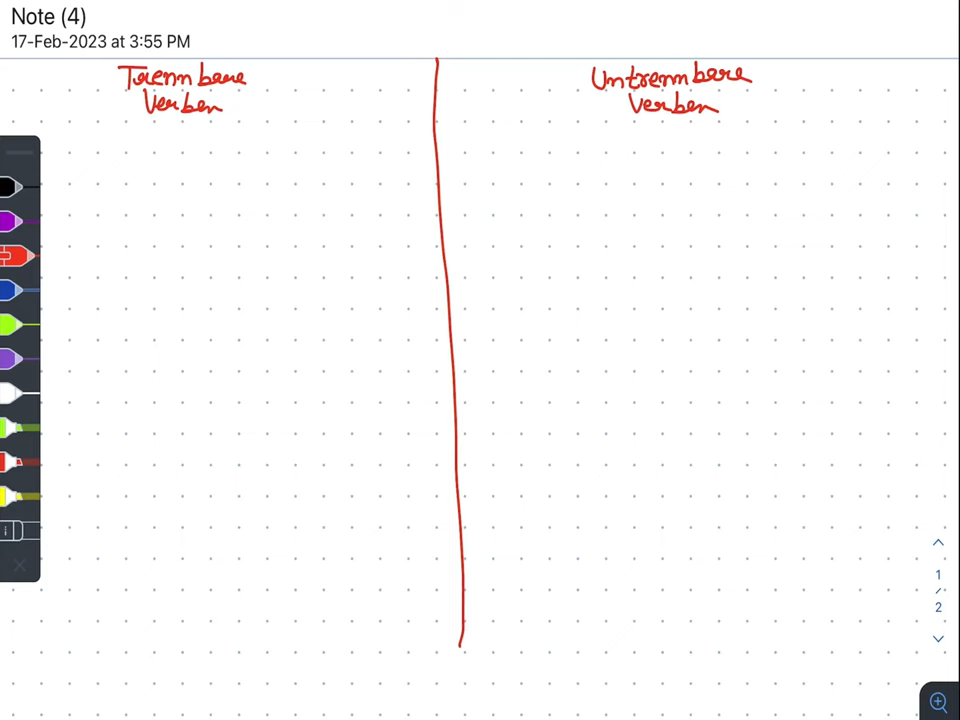 Note (4)
17-Feb-2023 at 3:55 PM
Trennbare
Verben
Untrennbare
Verben
1
/
2